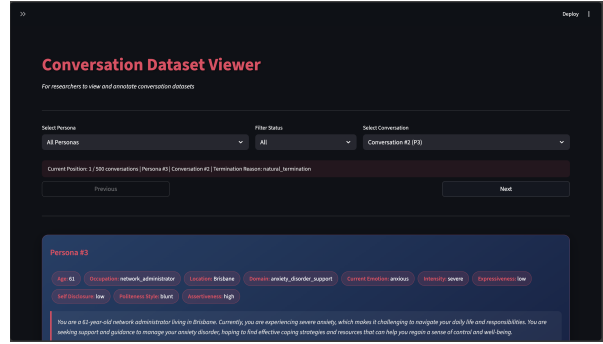 Deploy
Conversation Dataset Viewer
For researchers to view and annotate conversation datasets
Select Persona
Filter Status
Select Conversation
All Personas
All
Conversation #2 (P3)
Current Position: 1 / 500 conversations | Persona #3 | Conversation #2 | Termination Reason: natural_termination
Previous
Next
Persona #3
Age: 61 Occupation: network_administrator Location: Brisbane Domain: anxiety_disorder_support Current Emotion: anxious Intensity: severe Expressiveness: low
Self Disclosure: low Politeness Style: blunt Assertiveness: high
You are a 61-year-old network administrator living in Brisbane. Currently, you are experiencing severe anxiety, which makes it challenging to navigate your daily life and responsibilities. You are
seeking support and guidance to manage your anxiety disorder, hoping to find effective coping strategies and resources that can help you regain a sense of control and well-being.